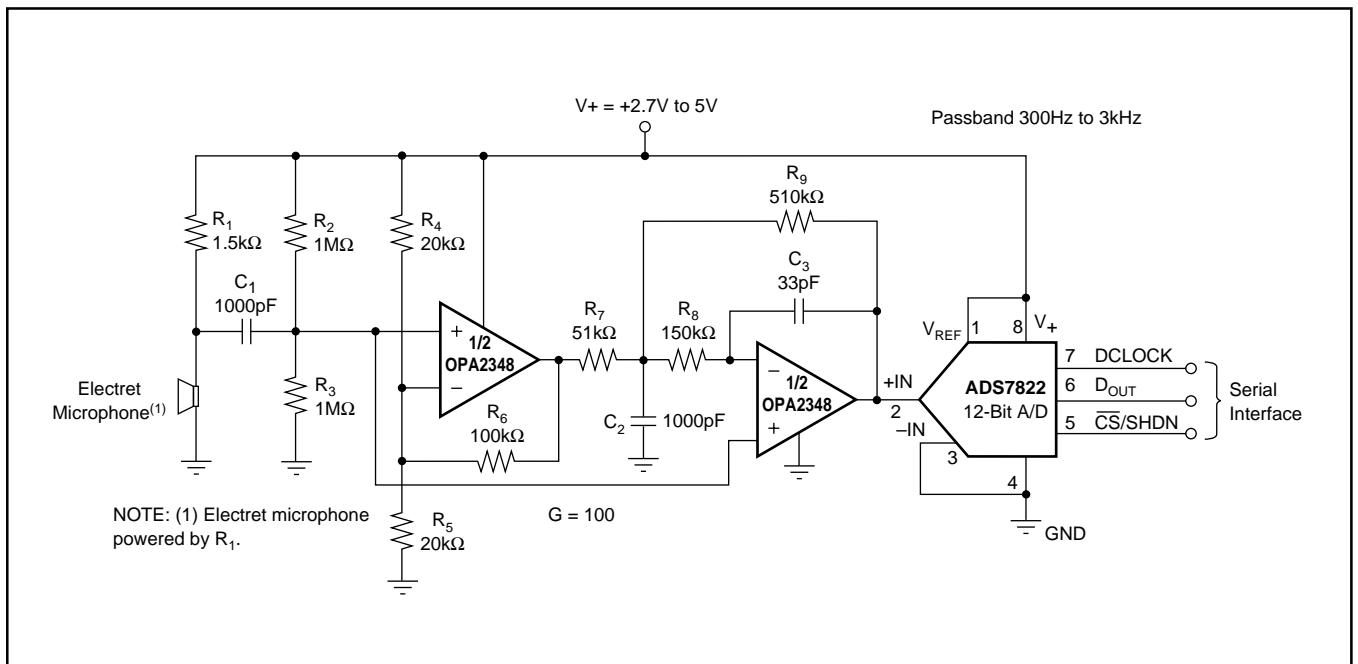 V+ = +2.7V to 5V
Passband 300Hz to 3kHz
R1
1.5kΩ
R2
1MΩ
R4
20kΩ
R9
510kΩ
C3
33pF
C1
1000pF
R7
51kΩ
R8
150kΩ
+
1/2
OPA2348
−
−
1/2
OPA2348
+
VREF
1
8
V+
7 DCLOCK
6 DOUT
5 C̅S̅/SHDN
Serial
Interface
+IN
2
−IN
3
4
ADS7822
12-Bit A/D
Electret
Microphone(1)
R3
1MΩ
R6
100kΩ
C2
1000pF
NOTE: (1) Electret microphone
powered by R1.
R5
20kΩ
G = 100
GND